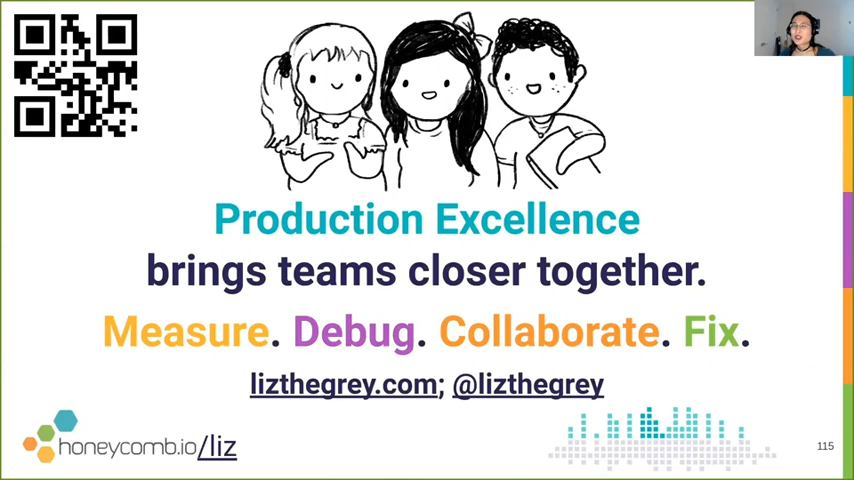 Production Excellence
brings teams closer together.
Measure. Debug. Collaborate. Fix.
lizthegrey.com; @lizthegrey
honeycomb.io/liz
115